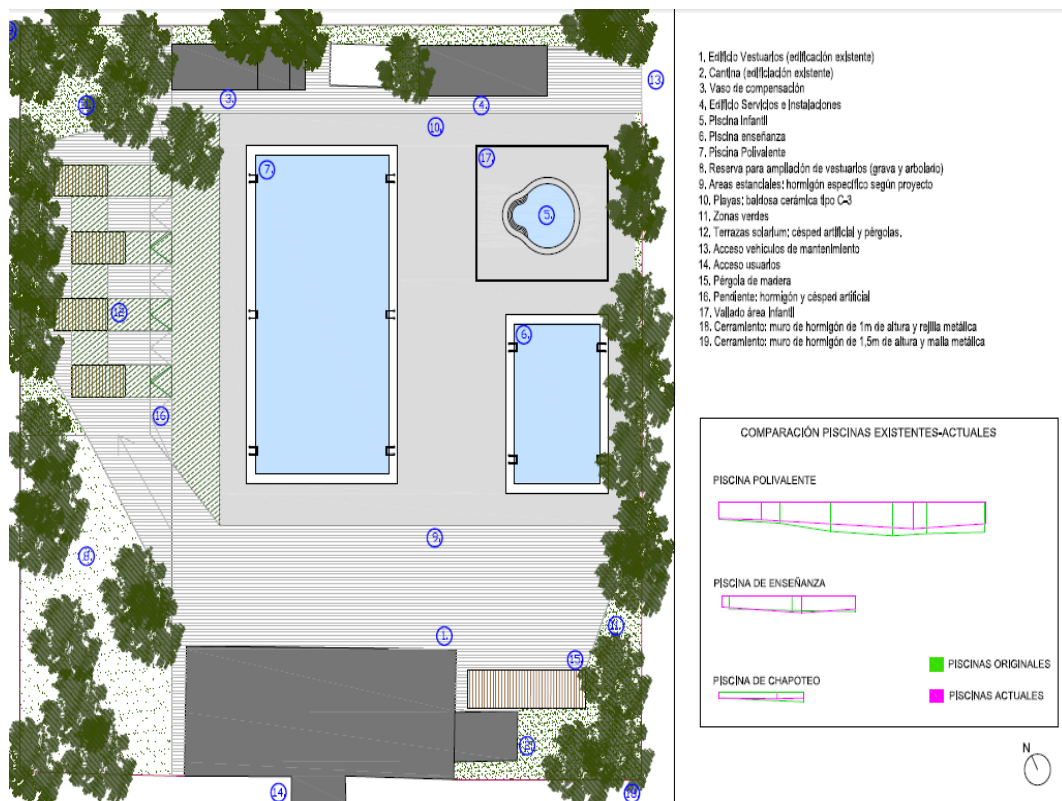 3.
4.
13.
10.
17.
7.
5.
12.
6.
16.
9.
8.
11.
1.
15.
14.
1. Edificio Vestuarios (edificación existente)
2. Cantina (edificiación existente)
3. Vaso de compensación
4. Edificio Servicios e Instalaciones
5. Piscina Infantil
6. Piscina enseñanza
7. Piscina Polivalente
8. Reserva para ampliación de vestuarios (grava y arbolario)
9. Areas estanciales: hormigón específico según proyecto
10. Playas: baldosa cerámica tipo C-3
11. Zonas verdes
12. Terrazas solarium: césped artificial y pérgolas.
13. Acceso vehículos de mantenimiento
14. Acceso usuarios
15. Pérgola de madera
16. Pendiente: hormigón y césped artificial
17. Vallado área Infantil
18. Cerramiento: muro de hormigón de 1m de altura y rejilla metálica
19. Cerramiento: muro de hormigón de 1,5m de altura y malla metálica
COMPARACIÓN PISCINAS EXISTENTES-ACTUALES
PISCINA POLIVALENTE
PISCINA DE ENSEÑANZA
PISCINA DE CHAPOTEO
PISCINAS ORIGINALES
PISCINAS ACTUALES
N